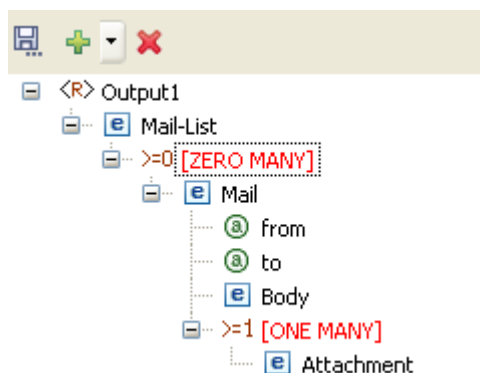 <R> Output1
e Mail-List
>=0 [ZERO MANY]
e Mail
a from
a to
e Body
>=1 [ONE MANY]
e Attachment